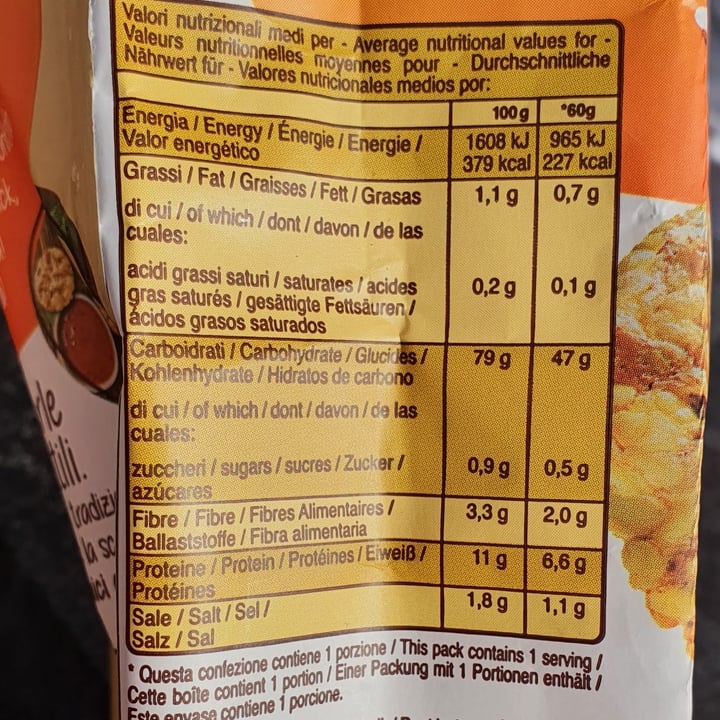 Valori nutrizionali medi per - Average nutritional values for -
Valeurs nutritionnelles moyennes pour - Durchschnittliche
Nährwert für - Valores nutricionales medios por:
100g *60g
Energia / Energy / Énergie / Energie / 1608 kJ 965 kJ
Valor energético 379 kcal 227 kcal
Grassi / Fat / Graisses / Fett / Grasas 1,1 g 0,7 g
di cui / of which / dont / davon / de las
cuales:
acidi grassi saturi / saturates / acides 0,2 g 0,1 g
gras saturés / gesättigte Fettsäuren /
ácidos grasos saturados
Carboidrati / Carbohydrate / Glucides / 79 g 47 g
Kohlenhydrate / Hidratos de carbono
di cui / of which / dont / davon / de las
cuales:
zuccheri / sugars / sucres / Zucker / 0,9 g 0,5 g
azúcares
Fibre / Fibre / Fibres Alimentaires / 3,3 g 2,0 g
Ballaststoffe / Fibra alimentaria
Proteine / Protein / Protéines / Eiweiß / 11 g 6,6 g
Protéines
Sale / Salt / Sel / 1,8 g 1,1 g
Salz / Sal
* Questa confezione contiene 1 porzione / This pack contains 1 serving /
Cette boîte contient 1 portion / Einer Packung mit 1 Portionen enthält /
Este envase contiene 1 porcione.